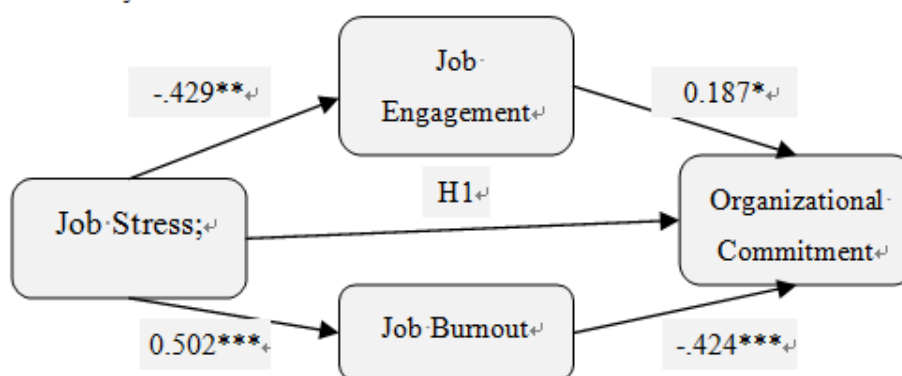 Job
Engagement
-.429**
0.187*
H1
Job Stress;
Organizational
Commitment
Job Burnout
0.502***
-.424***